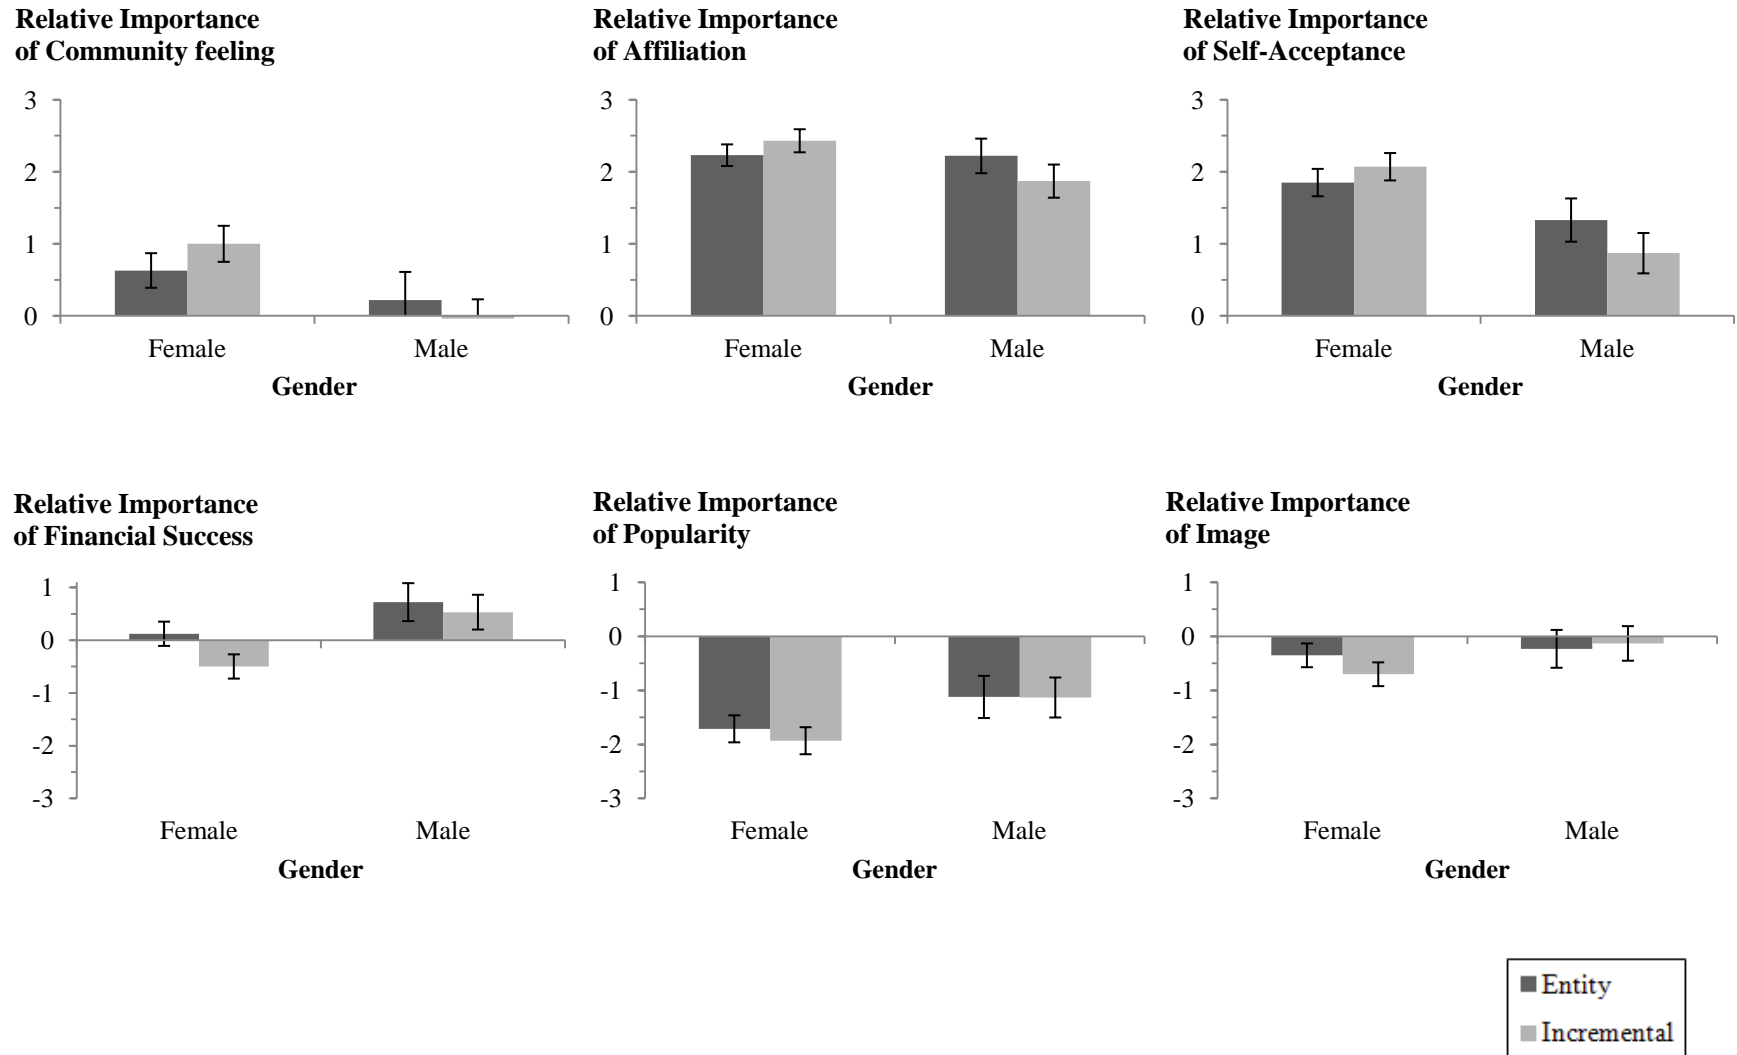 Relative Importance
of Community feeling
3
2
1
0
Female Male
Gender
Relative Importance
of Affiliation
3
2
1
0
Female Male
Gender
Relative Importance
of Self-Acceptance
3
2
1
0
Female Male
Gender
Relative Importance
of Financial Success
1
0
-1
-2
-3
Female Male
Gender
Relative Importance
of Popularity
1
0
-1
-2
-3
Female Male
Gender
Relative Importance
of Image
1
0
-1
-2
-3
Female Male
Gender
Entity
Incremental